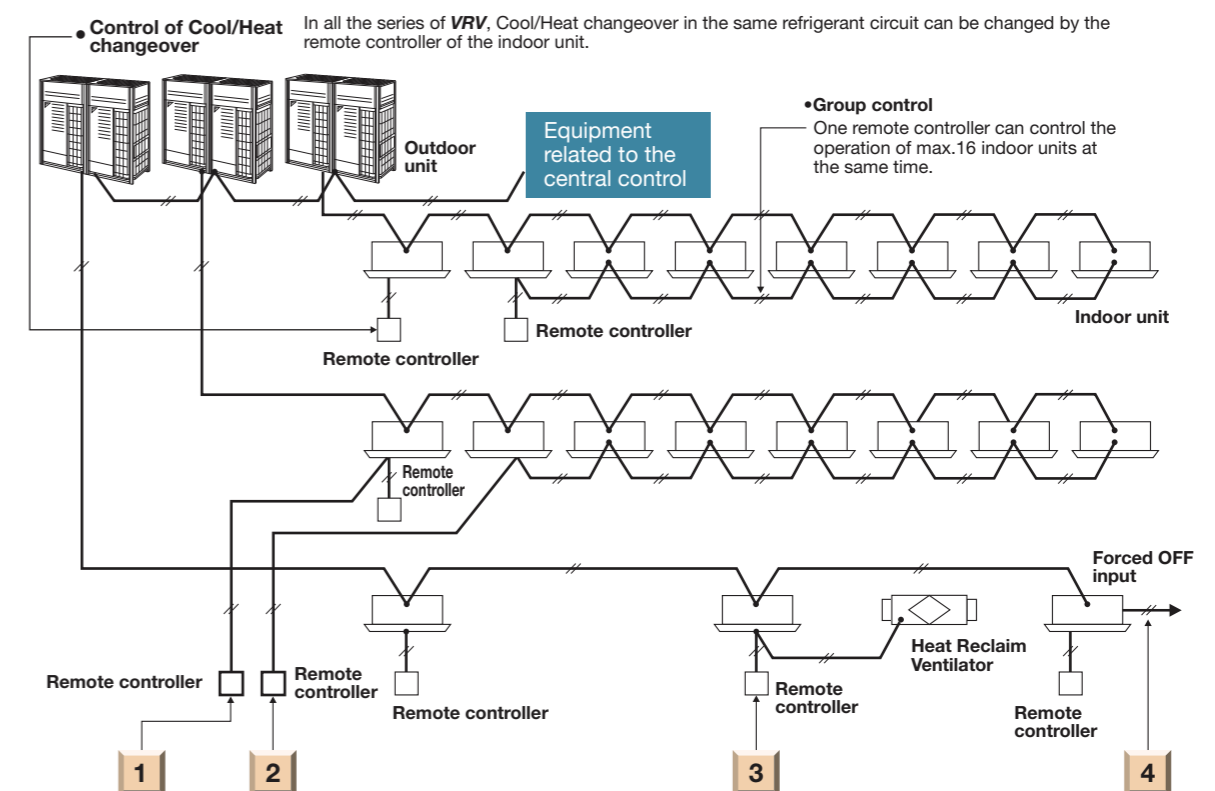 • Control of Cool/Heat
changeover
In all the series of VRV, Cool/Heat changeover in the same refrigerant circuit can be changed by the
remote controller of the indoor unit.
Outdoor
unit
Equipment
related to the
central control
•Group control
One remote controller can control the
operation of max.16 indoor units at
the same time.
Indoor unit
Remote controller
Remote controller
Remote
controller
Forced OFF
input
Heat Reclaim
Ventilator
Remote controller
Remote
controller
Remote controller
Remote
controller
Remote
controller
1
2
3
4